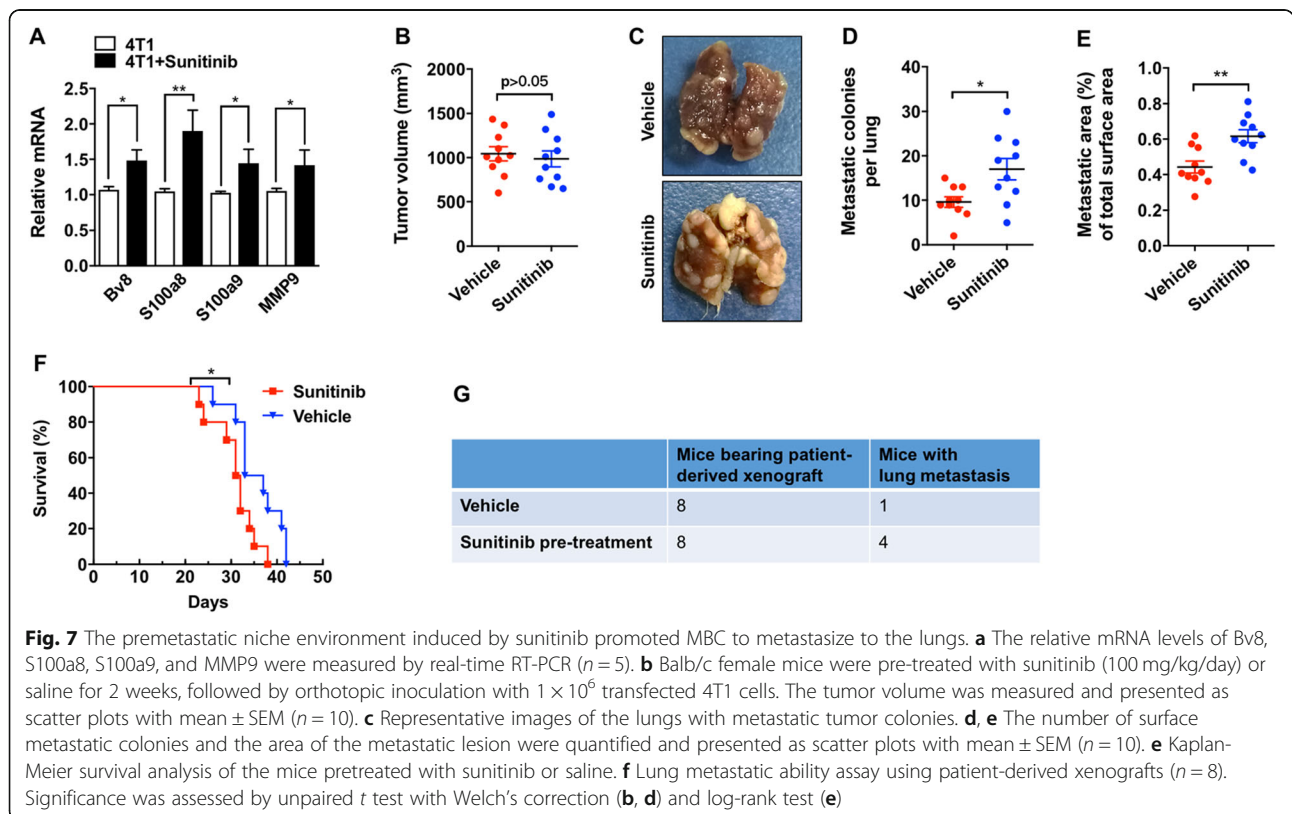 A
4T1
4T1+Sunitinib
Relative mRNA
2.5
2.0
1.5
1.0
0.5
0.0
*
**
*
*
Bv8
S100a8
S100a9
MMP9
B
Tumor volume (mm³)
2000
1500
1000
500
0
p>0.05
Vehicle
Sunitinib
C
Vehicle
Sunitinib
D
Metastatic colonies
per lung
40
30
20
10
0
*
Vehicle
Sunitinib
E
Metastatic area (%)
of total surface area
1.0
0.8
0.6
0.4
0.2
0.0
**
Vehicle
Sunitinib
F
Survival (%)
100
80
60
40
20
0
*
Sunitinib
Vehicle
0 10 20 30 40 50
Days
G
Mice bearing patient-
derived xenograft
Mice with
lung metastasis
Vehicle 8 1
Sunitinib pre-treatment 8 4
Fig. 7 The premetastatic niche environment induced by sunitinib promoted MBC to metastasize to the lungs. a The relative mRNA levels of Bv8,
S100a8, S100a9, and MMP9 were measured by real-time RT-PCR (n = 5). b Balb/c female mice were pre-treated with sunitinib (100 mg/kg/day) or
saline for 2 weeks, followed by orthotopic inoculation with 1 × 10⁶ transfected 4T1 cells. The tumor volume was measured and presented as
scatter plots with mean ± SEM (n = 10). c Representative images of the lungs with metastatic tumor colonies. d, e The number of surface
metastatic colonies and the area of the metastatic lesion were quantified and presented as scatter plots with mean ± SEM (n = 10). e Kaplan-
Meier survival analysis of the mice pretreated with sunitinib or saline. f Lung metastatic ability assay using patient-derived xenografts (n = 8).
Significance was assessed by unpaired t test with Welch's correction (b, d) and log-rank test (e)